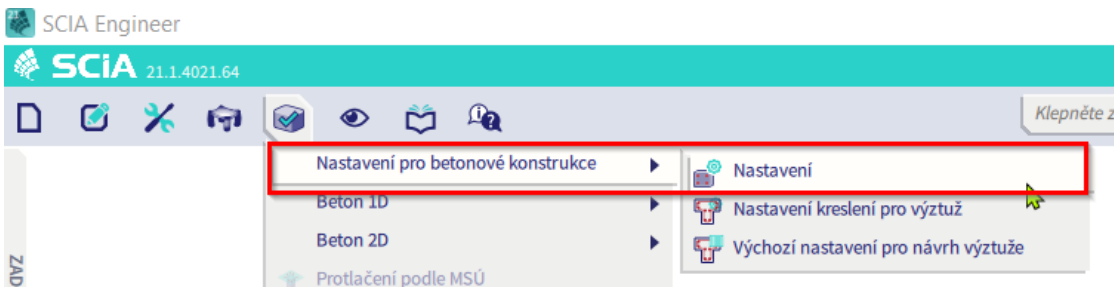 SCIA Engineer
SCiA 21.1.4021.64
Klepněte z
Nastavení pro betonové konstrukce
Nastavení
Beton 1D
Nastavení kreslení pro výztuž
Beton 2D
Výchozí nastavení pro návrh výztuže
Protlačení podle MSÚ
ZAD